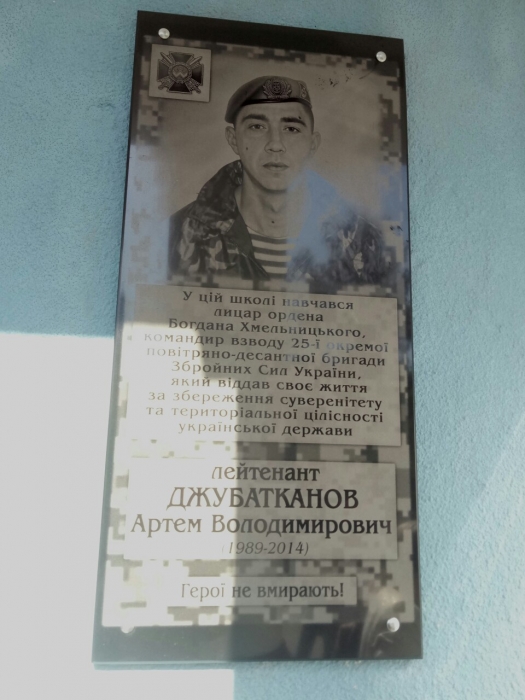 У цій школі навчався
лицар ордена
Богдана Хмельницького,
командир взводу 25-ї окремої
повітряно-десантної бригади
Збройних Сил України,
який віддав своє життя
за збереження суверенітету
та територіальної цілісності
української держави
лейтенант
ДЖУБАТКАНОВ
Артем Володимирович
(1989-2014)
Герої не вмирають!